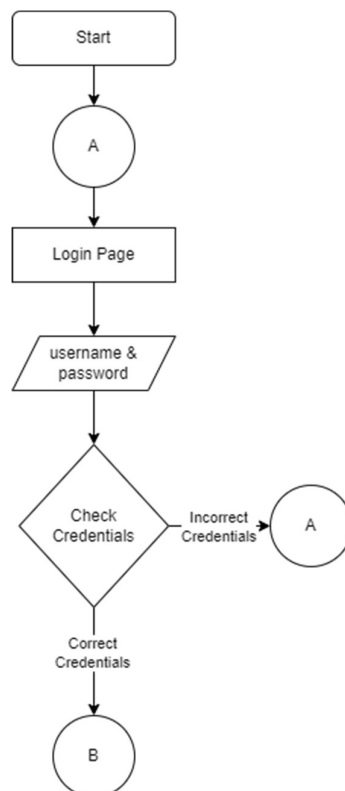 Start
A
Login Page
username &
password
Check
Credentials
Incorrect
Credentials
A
Correct
Credentials
B